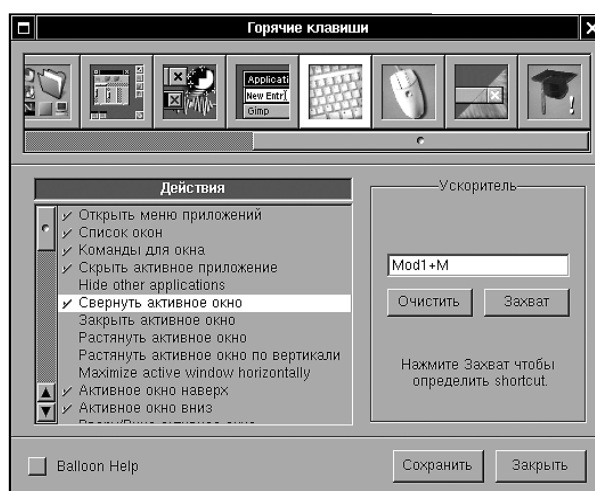 Горячие клавиши
Applicati
New Entr
Gimp
Действия
Открыть меню приложений
Список окон
Команды для окна
Скрыть активное приложение
Hide other applications
Свернуть активное окно
Закрыть активное окно
Растянуть активное окно
Растянуть активное окно по вертикали
Maximize active window horizontally
Активное окно наверх
Активное окно вниз
Ускоритель
Mod1+M
Очистить
Захват
Нажмите Захват чтобы
определить shortcut.
Balloon Help
Сохранить
Закрыть